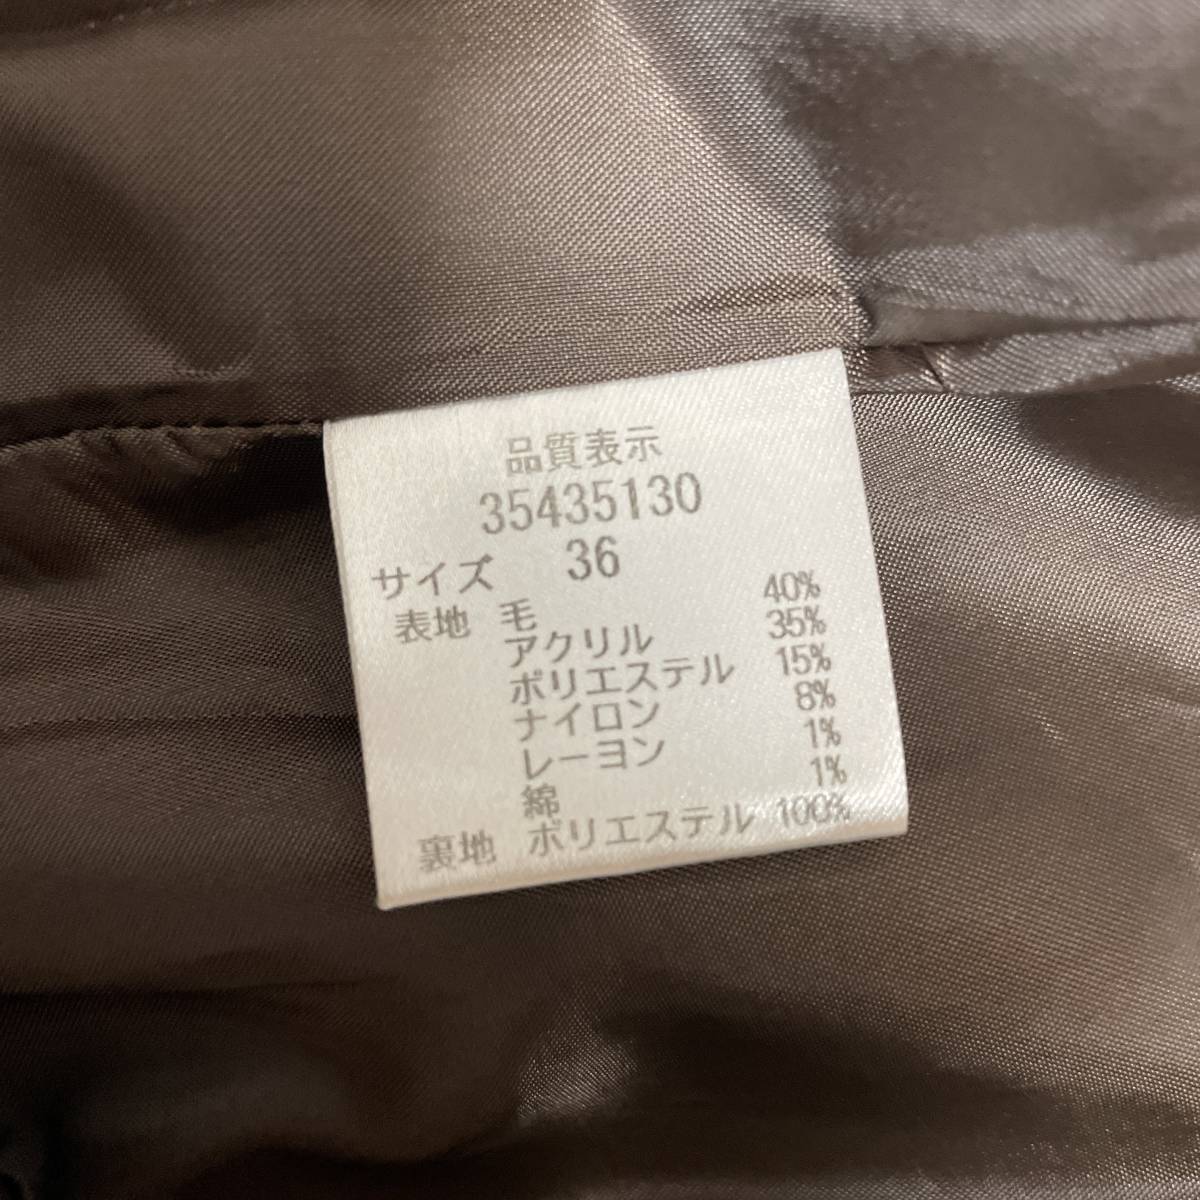 品質表示
35435130
サイズ 36
表地 毛 40%
アクリル 35%
ポリエステル 15%
ナイロン 8%
レーヨン 1%
綿 1%
裏地 ポリエステル 100%